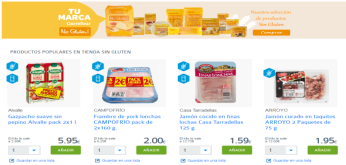 TU
MARCA
Carrefour
Sin Gluten!
Nuestra selección
de productos
Sin Gluten
Comprar
PRODUCTOS POPULARES EN TIENDA SIN GLUTEN
Alvalle
Gazpacho suave sin
pepino Alvalle pack 2x1 l.
5.95€
1
AÑADIR
Guardar en una lista
CAMPOFRIO
Fiambre de york lonchas
CAMPOFRIO pack de
2x160 g.
2.00€
1
AÑADIR
Guardar en una lista
Casa Tarradellas
Jamón cocido en finas
lonchas Casa Tarradellas
125 g.
1.59€
1
AÑADIR
Guardar en una lista
ARROYO
Jamón cocido en taquitos
ARROYO 2 Paquetes de
75 g.
1.95€
1
AÑADIR
Guardar en una lista